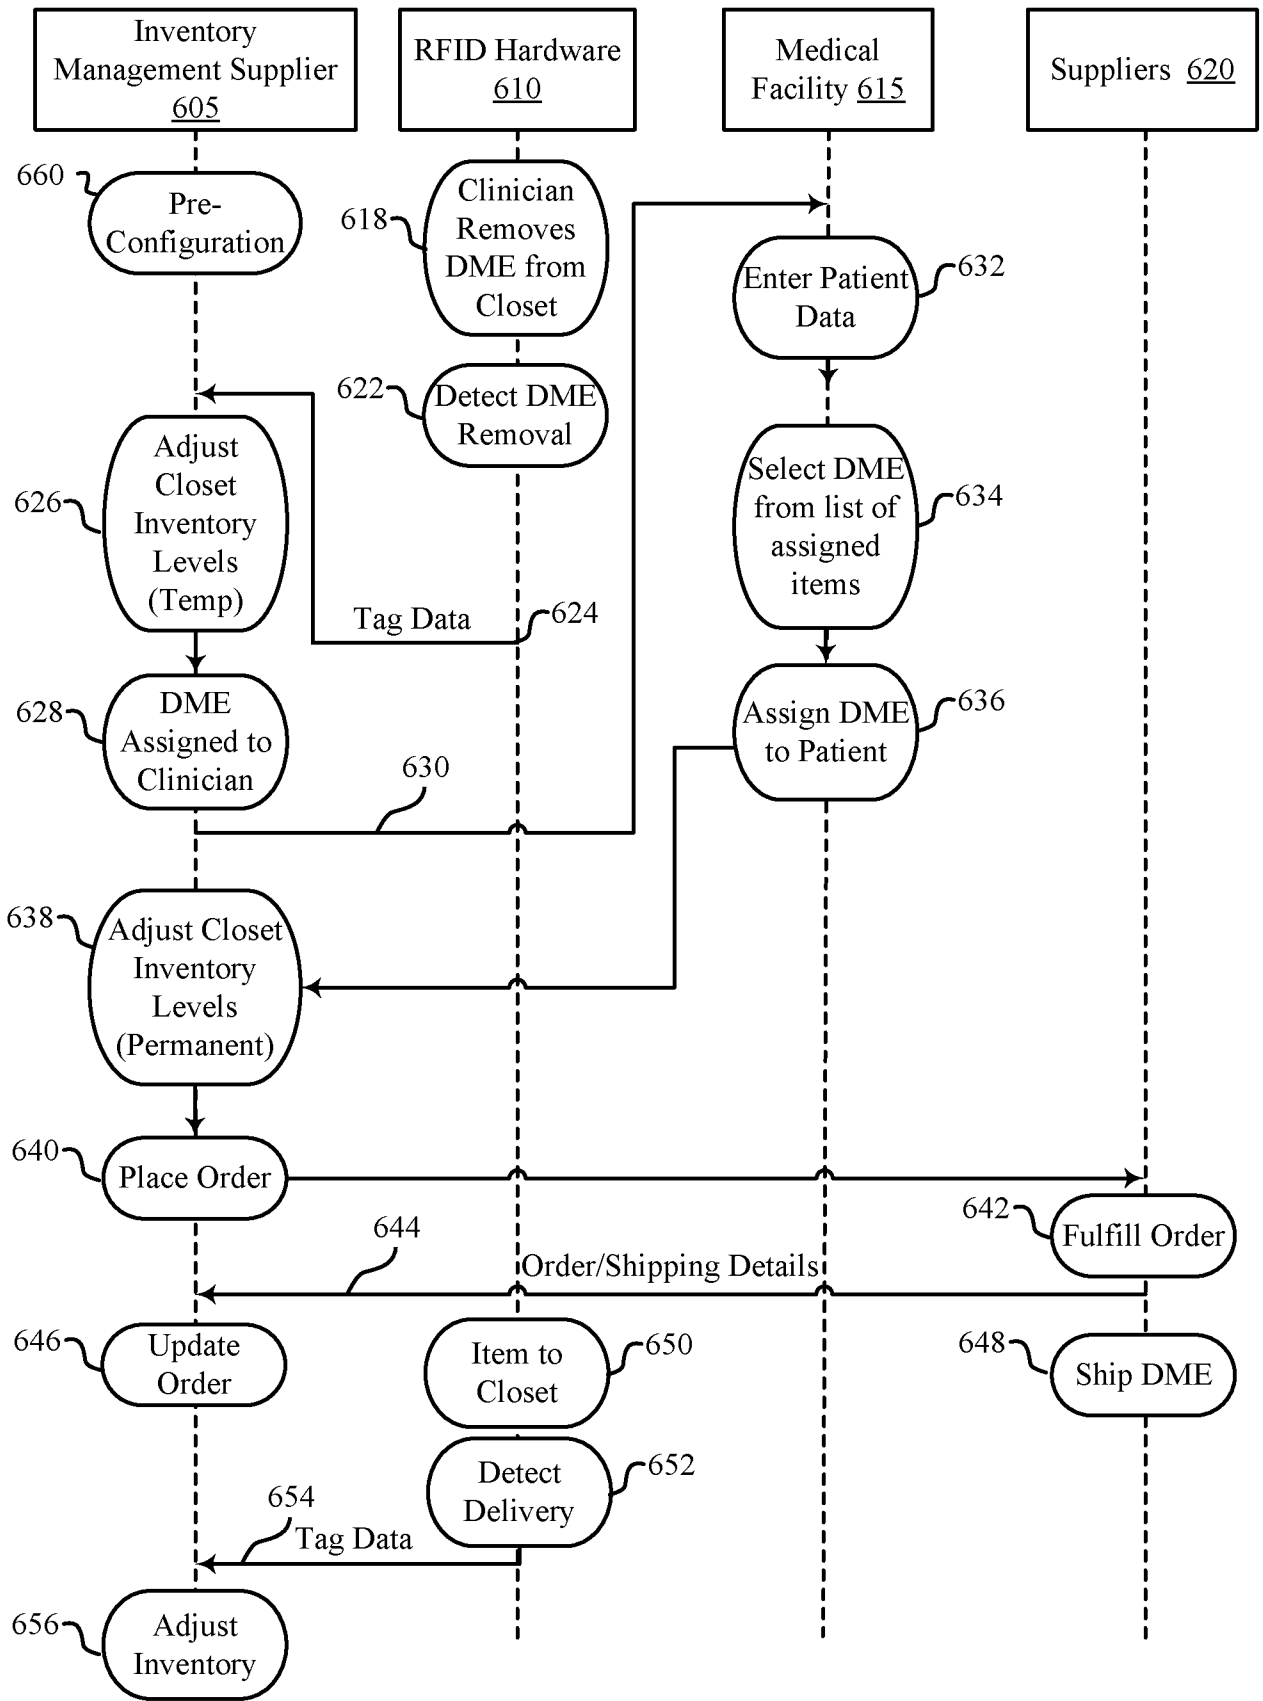 Inventory
Management Supplier
605
RFID Hardware
610
Medical
Facility 615
Suppliers 620
660
Pre-
Configuration
618
Clinician
Removes
DME from
Closet
632
Enter Patient
Data
622
Detect DME
Removal
626
Adjust
Closet
Inventory
Levels
(Temp)
634
Select DME
from list of
assigned
items
Tag Data
624
628
DME
Assigned to
Clinician
636
Assign DME
to Patient
630
638
Adjust Closet
Inventory
Levels
(Permanent)
640
Place Order
642
Fulfill Order
644
Order/Shipping Details
646
Update
Order
650
Item to
Closet
648
Ship DME
652
Detect
Delivery
654
Tag Data
656
Adjust
Inventory